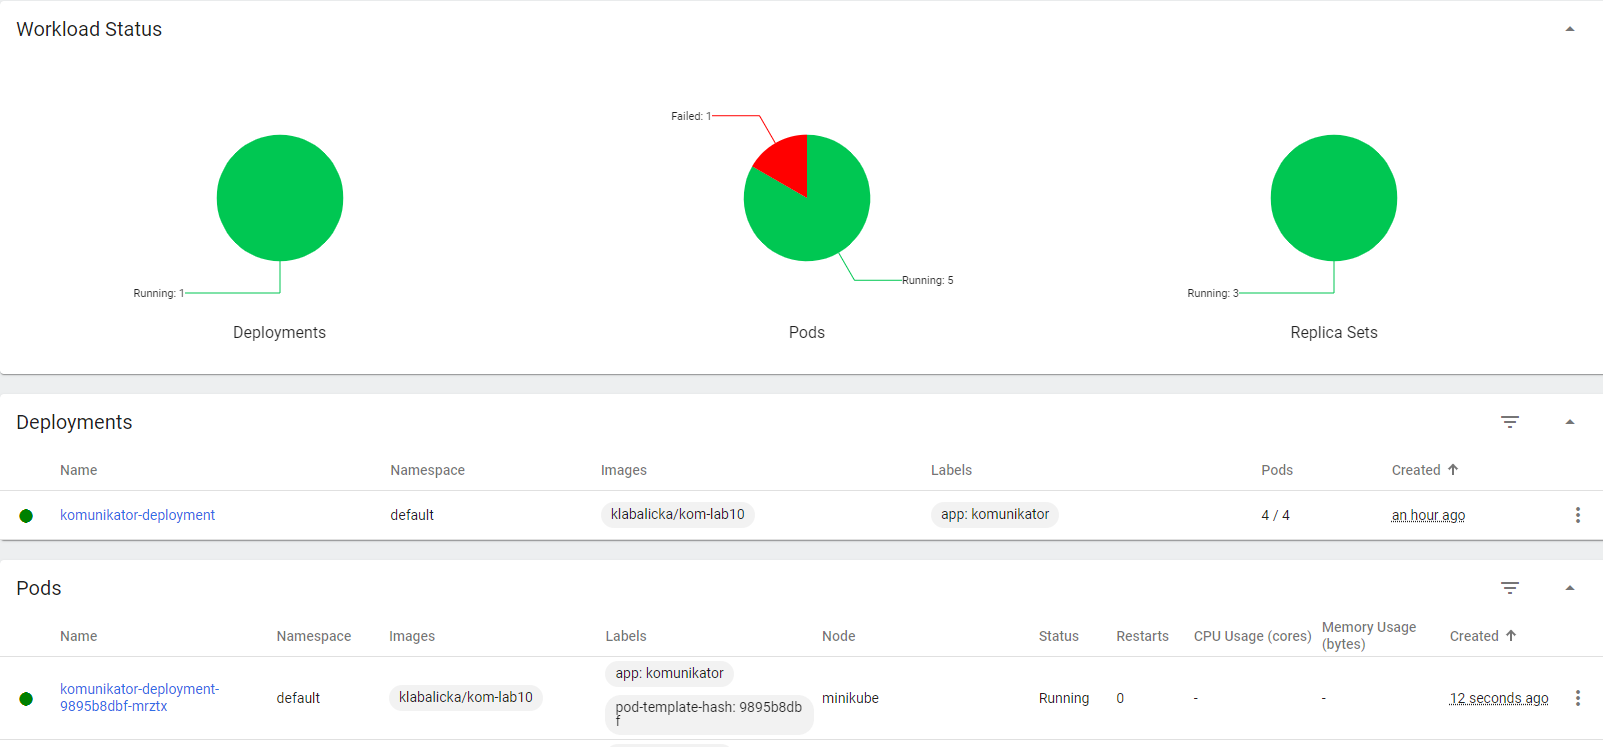 Workload Status
Failed: 1
Running: 1
Running: 5
Running: 3
Deployments
Pods
Replica Sets
Deployments
Name Namespace Images Labels Pods Created
komunikator-deployment default klabalicka/kom-lab10 app: komunikator 4 / 4 an hour ago
Pods
Name Namespace Images Labels Node Status Restarts CPU Usage (cores) Memory Usage (bytes) Created
komunikator-deployment-
9895b8dbf-mrztx
default
klabalicka/kom-lab10
app: komunikator
pod-template-hash: 9895b8db
f
minikube
Running
0
-
-
12 seconds ago